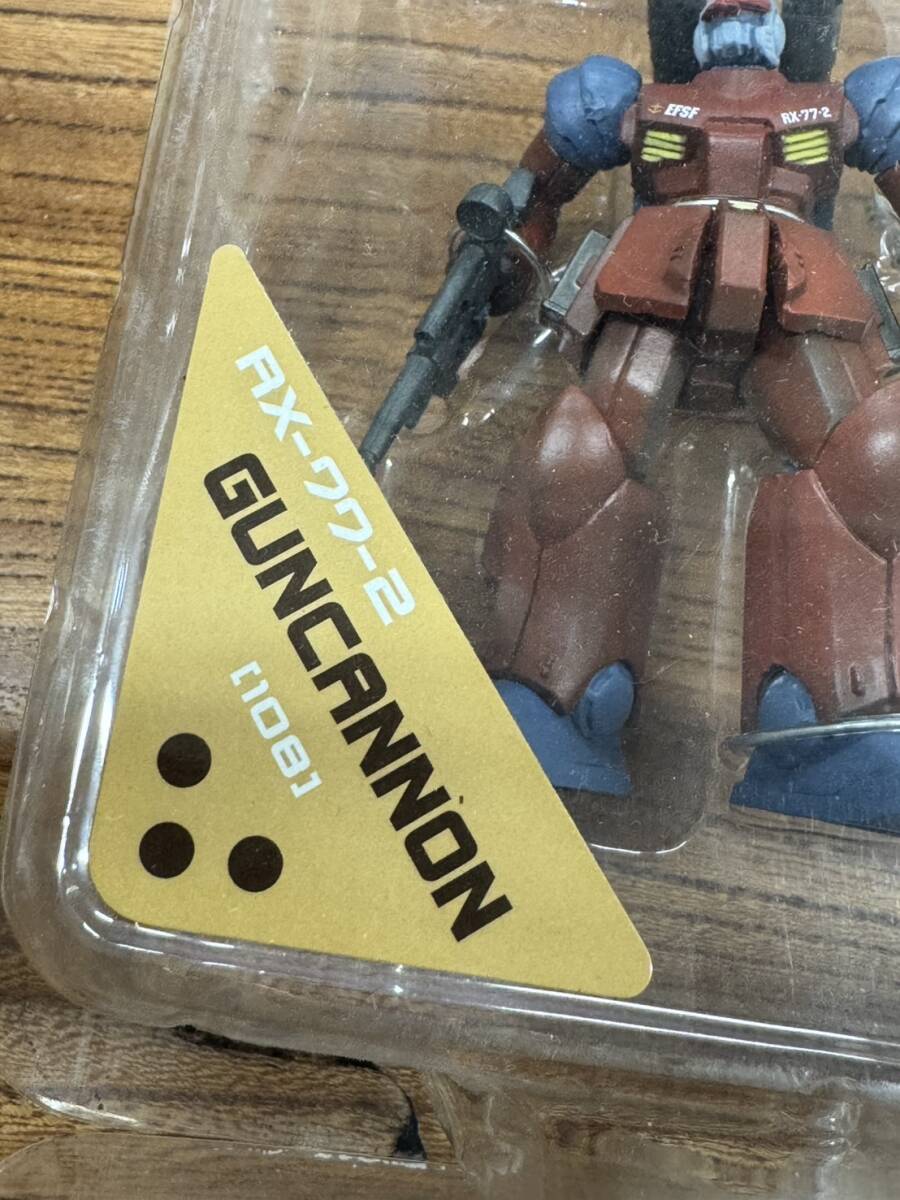 EFSF
RX-77-2
RX-77-2
GUNCANNON
[108]